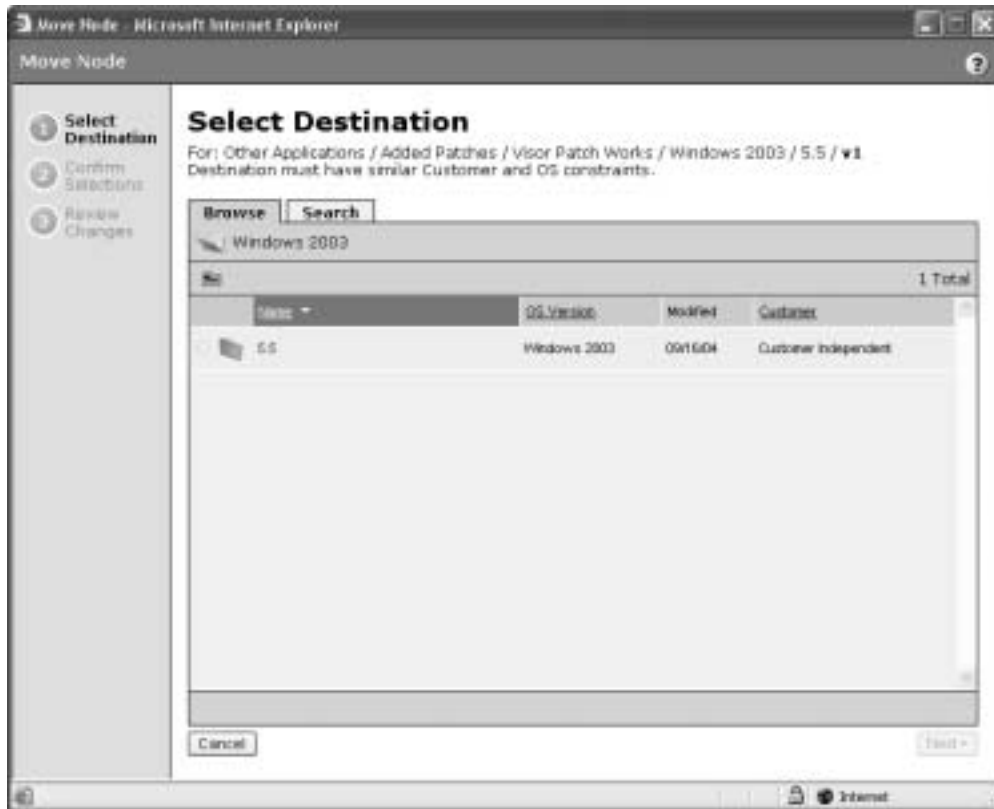 Move Node - Microsoft Internet Explorer
Move Node
?
1 Select
Destination
2 Confirm
Selections
3 Review
Changes
Select Destination
For: Other Applications / Added Patches / Visor Patch Works / Windows 2003 / 5.5 / v1
Destination must have similar Customer and OS constraints.
Browse Search
Windows 2003
1 Total
Name OS Version Modified Customer
5.5 Windows 2003 09/16/04 Customer Independent
Cancel Next >
Internet